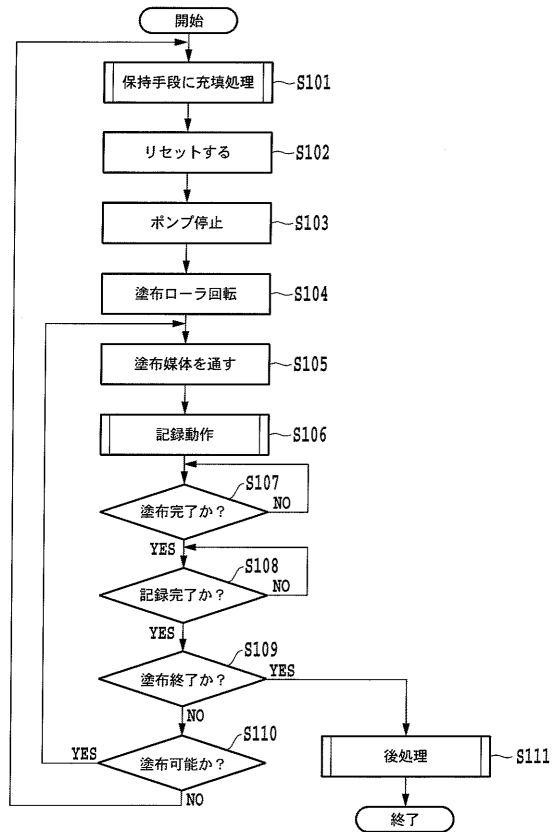 開始
保持手段に充填処理 S101
リセットする S102
ポンプ停止 S103
塗布ローラ回転 S104
塗布媒体を通す S105
記録動作 S106
S107
塗布完了か? NO
YES
S108
記録完了か? NO
YES
S109
塗布終了か? YES
NO
S110
YES 塗布可能か?
NO
後処理 S111
終了